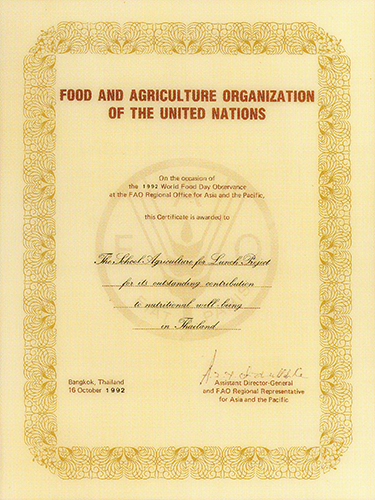 FOOD AND AGRICULTURE ORGANIZATION
OF THE UNITED NATIONS
On the occasion of
the 1992 World Food Day Observance
at the FAO Regional Office for Asia and the Pacific,
this Certificate is awarded to
FAO
The School Agriculture for Lunch Project
for its outstanding contribution
to nutritional well-being
in Thailand
Bangkok, Thailand
16 October 1992
Assistant Director-General
and FAO Regional Representative
for Asia and the Pacific